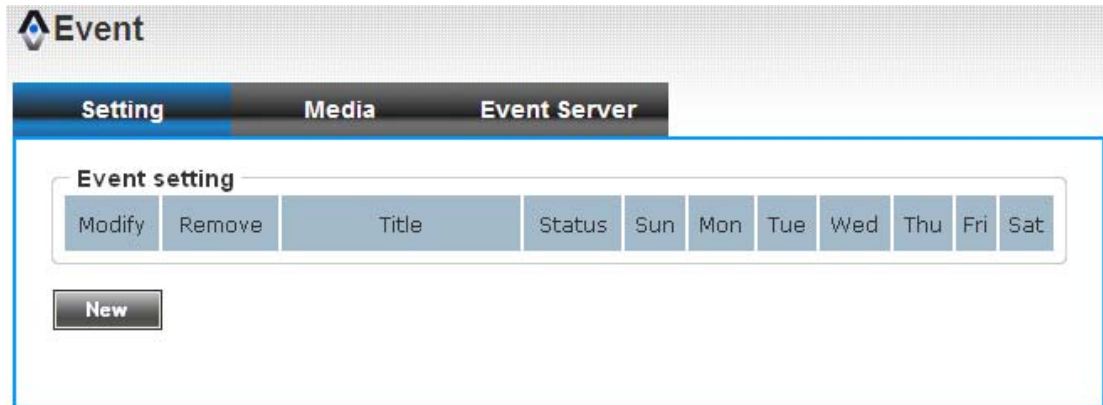 Event
Setting Media Event Server
Event setting
Modify Remove Title Status Sun Mon Tue Wed Thu Fri Sat
New